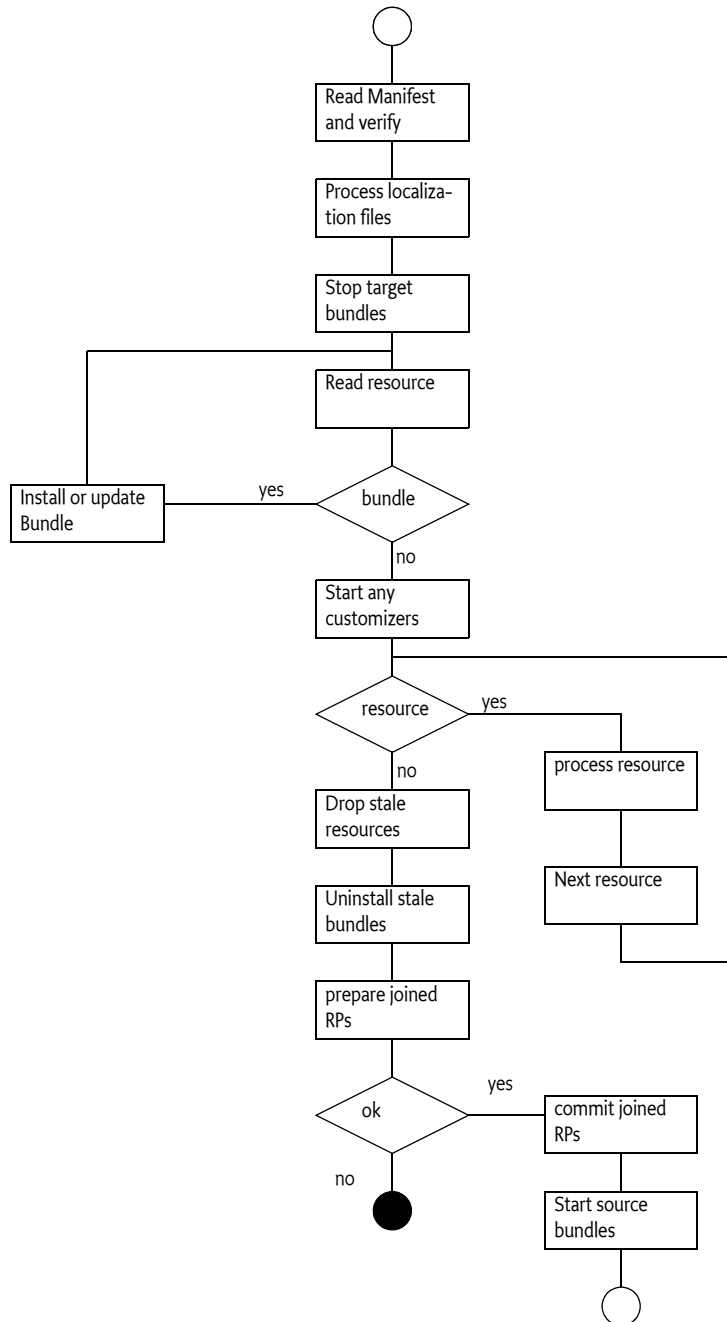 Read Manifest
and verify
Process localiza-
tion files
Stop target
bundles
Read resource
Install or update
Bundle
yes
bundle
no
Start any
customizers
resource
yes
no
process resource
Drop stale
resources
Next resource
Uninstall stale
bundles
prepare joined
RPs
ok
yes
commit joined
RPs
no
Start source
bundles